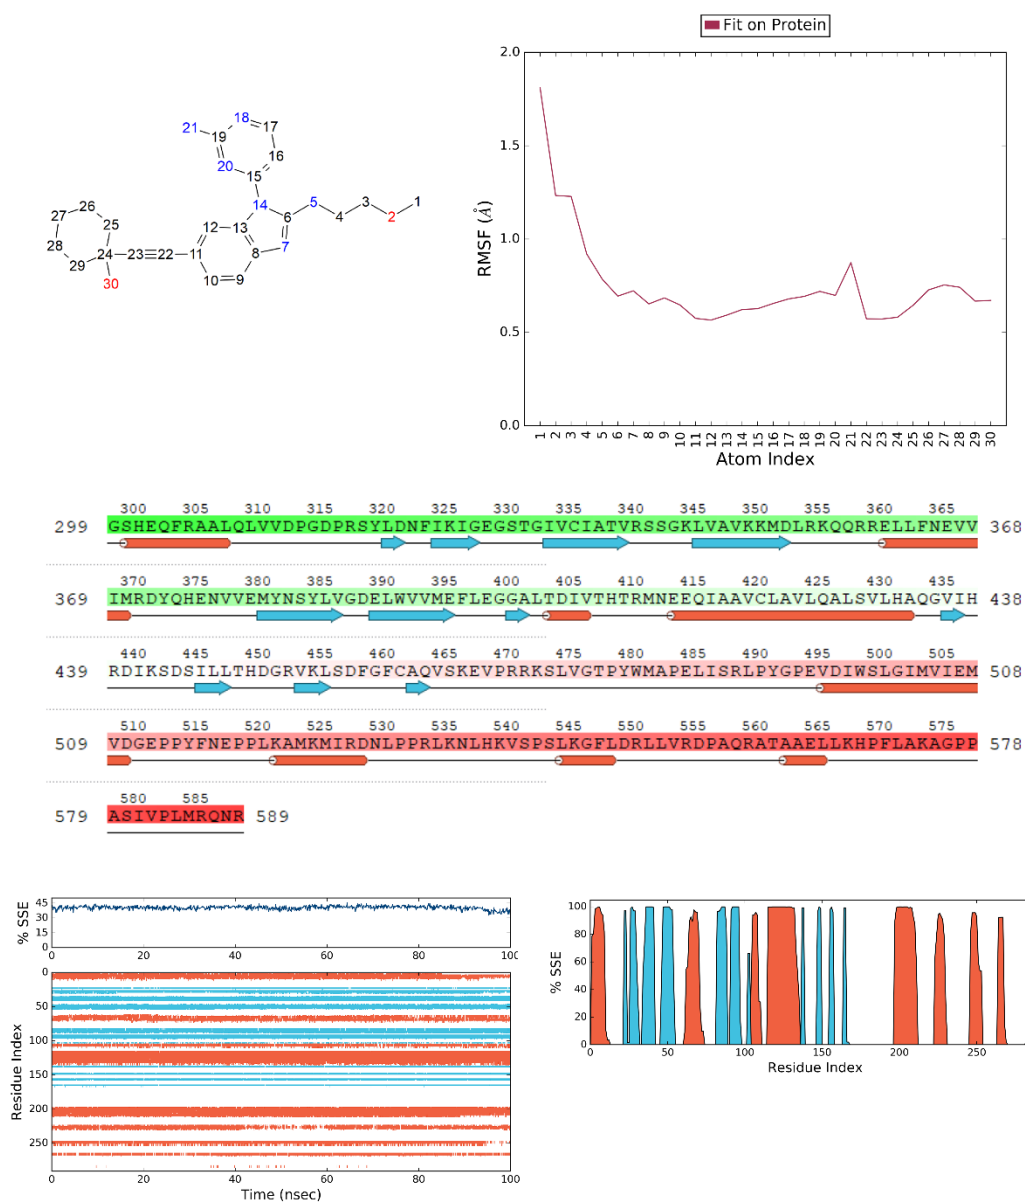 Fit on Protein
RMSF (Å)
2.0
1.5
1.0
0.5
0.0
1 2 3 4 5 6 7 8 9 10 11 12 13 14 15 16 17 18 19 20 21 22 23 24 25 26 27 28 29 30
Atom Index
18
21 19 17
20 16
15
26
27 25 14 5 3 1
12 13 6 4 2
28 24 23 22 11 7
29 8
30 10 9
300 305 310 315 320 325 330 335 340 345 350 355 360 365
299 GSHEQFRAALQLVVDPGDPRSYLDNFIKIGEGSTGIVCIATVRSSGKLVAVKKMDLRKQQRRELLFNEVV 368
370 375 380 385 390 395 400 405 410 415 420 425 430 435
369 IMRDYQHENVVEMYNSYLVGDELWVVMEFLEGGALTDIVTHTRMNEEQIAAVCLAVLQALSVLHAQGVIH 438
440 445 450 455 460 465 470 475 480 485 490 495 500 505
439 RDIKSDSILLTHDGRVKLSDFGFCAQVSKEVPRRKSLVGTPYWMAPELISRLPYGPEVDIWSLGIMVIEM 508
510 515 520 525 530 535 540 545 550 555 560 565 570 575
509 VDGEPPYFNEPPLKAMKMIRDNLPPRLKNLHKVSPSLKGFLDRLLVRDPAQRATAAELLKHPFLAKAGPP 578
580 585
579 ASIVPLMRQNR 589
% SSE
45
30
15
0
0 20 40 60 80 100
Residue Index
0
50
100
150
200
250
0 20 40 60 80 100
Time (nsec)
% SSE
100
80
60
40
20
0
0 50 100 150 200 250
Residue Index